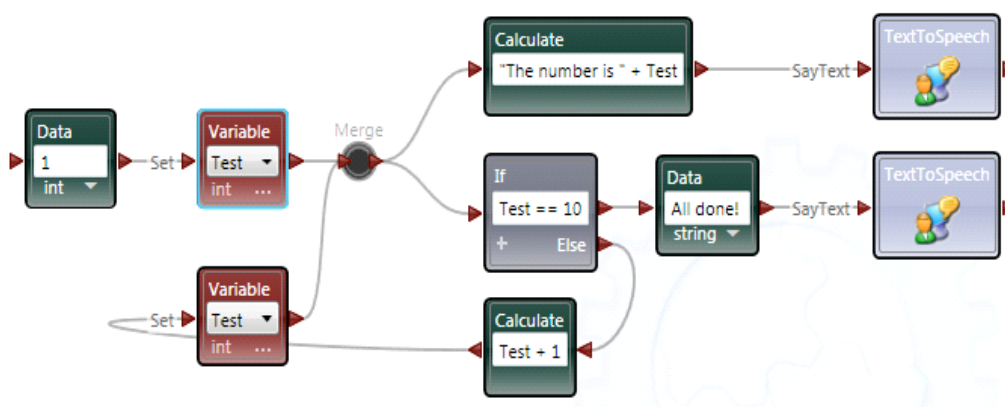 Calculate
"The number is " + Test
SayText
TextToSpeech
Data
1
int
Set
Variable
Test
int ...
Merge
If
Test == 10
+ Else
Data
All done!
string
SayText
TextToSpeech
Set
Variable
Test
int ...
Calculate
Test + 1